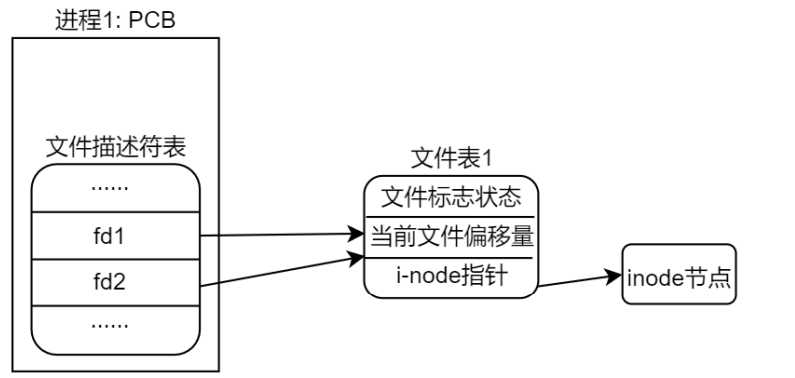 进程1: PCB
文件描述符表
……
fd1
fd2
……
文件表1
文件标志状态
当前文件偏移量
i-node指针
inode节点